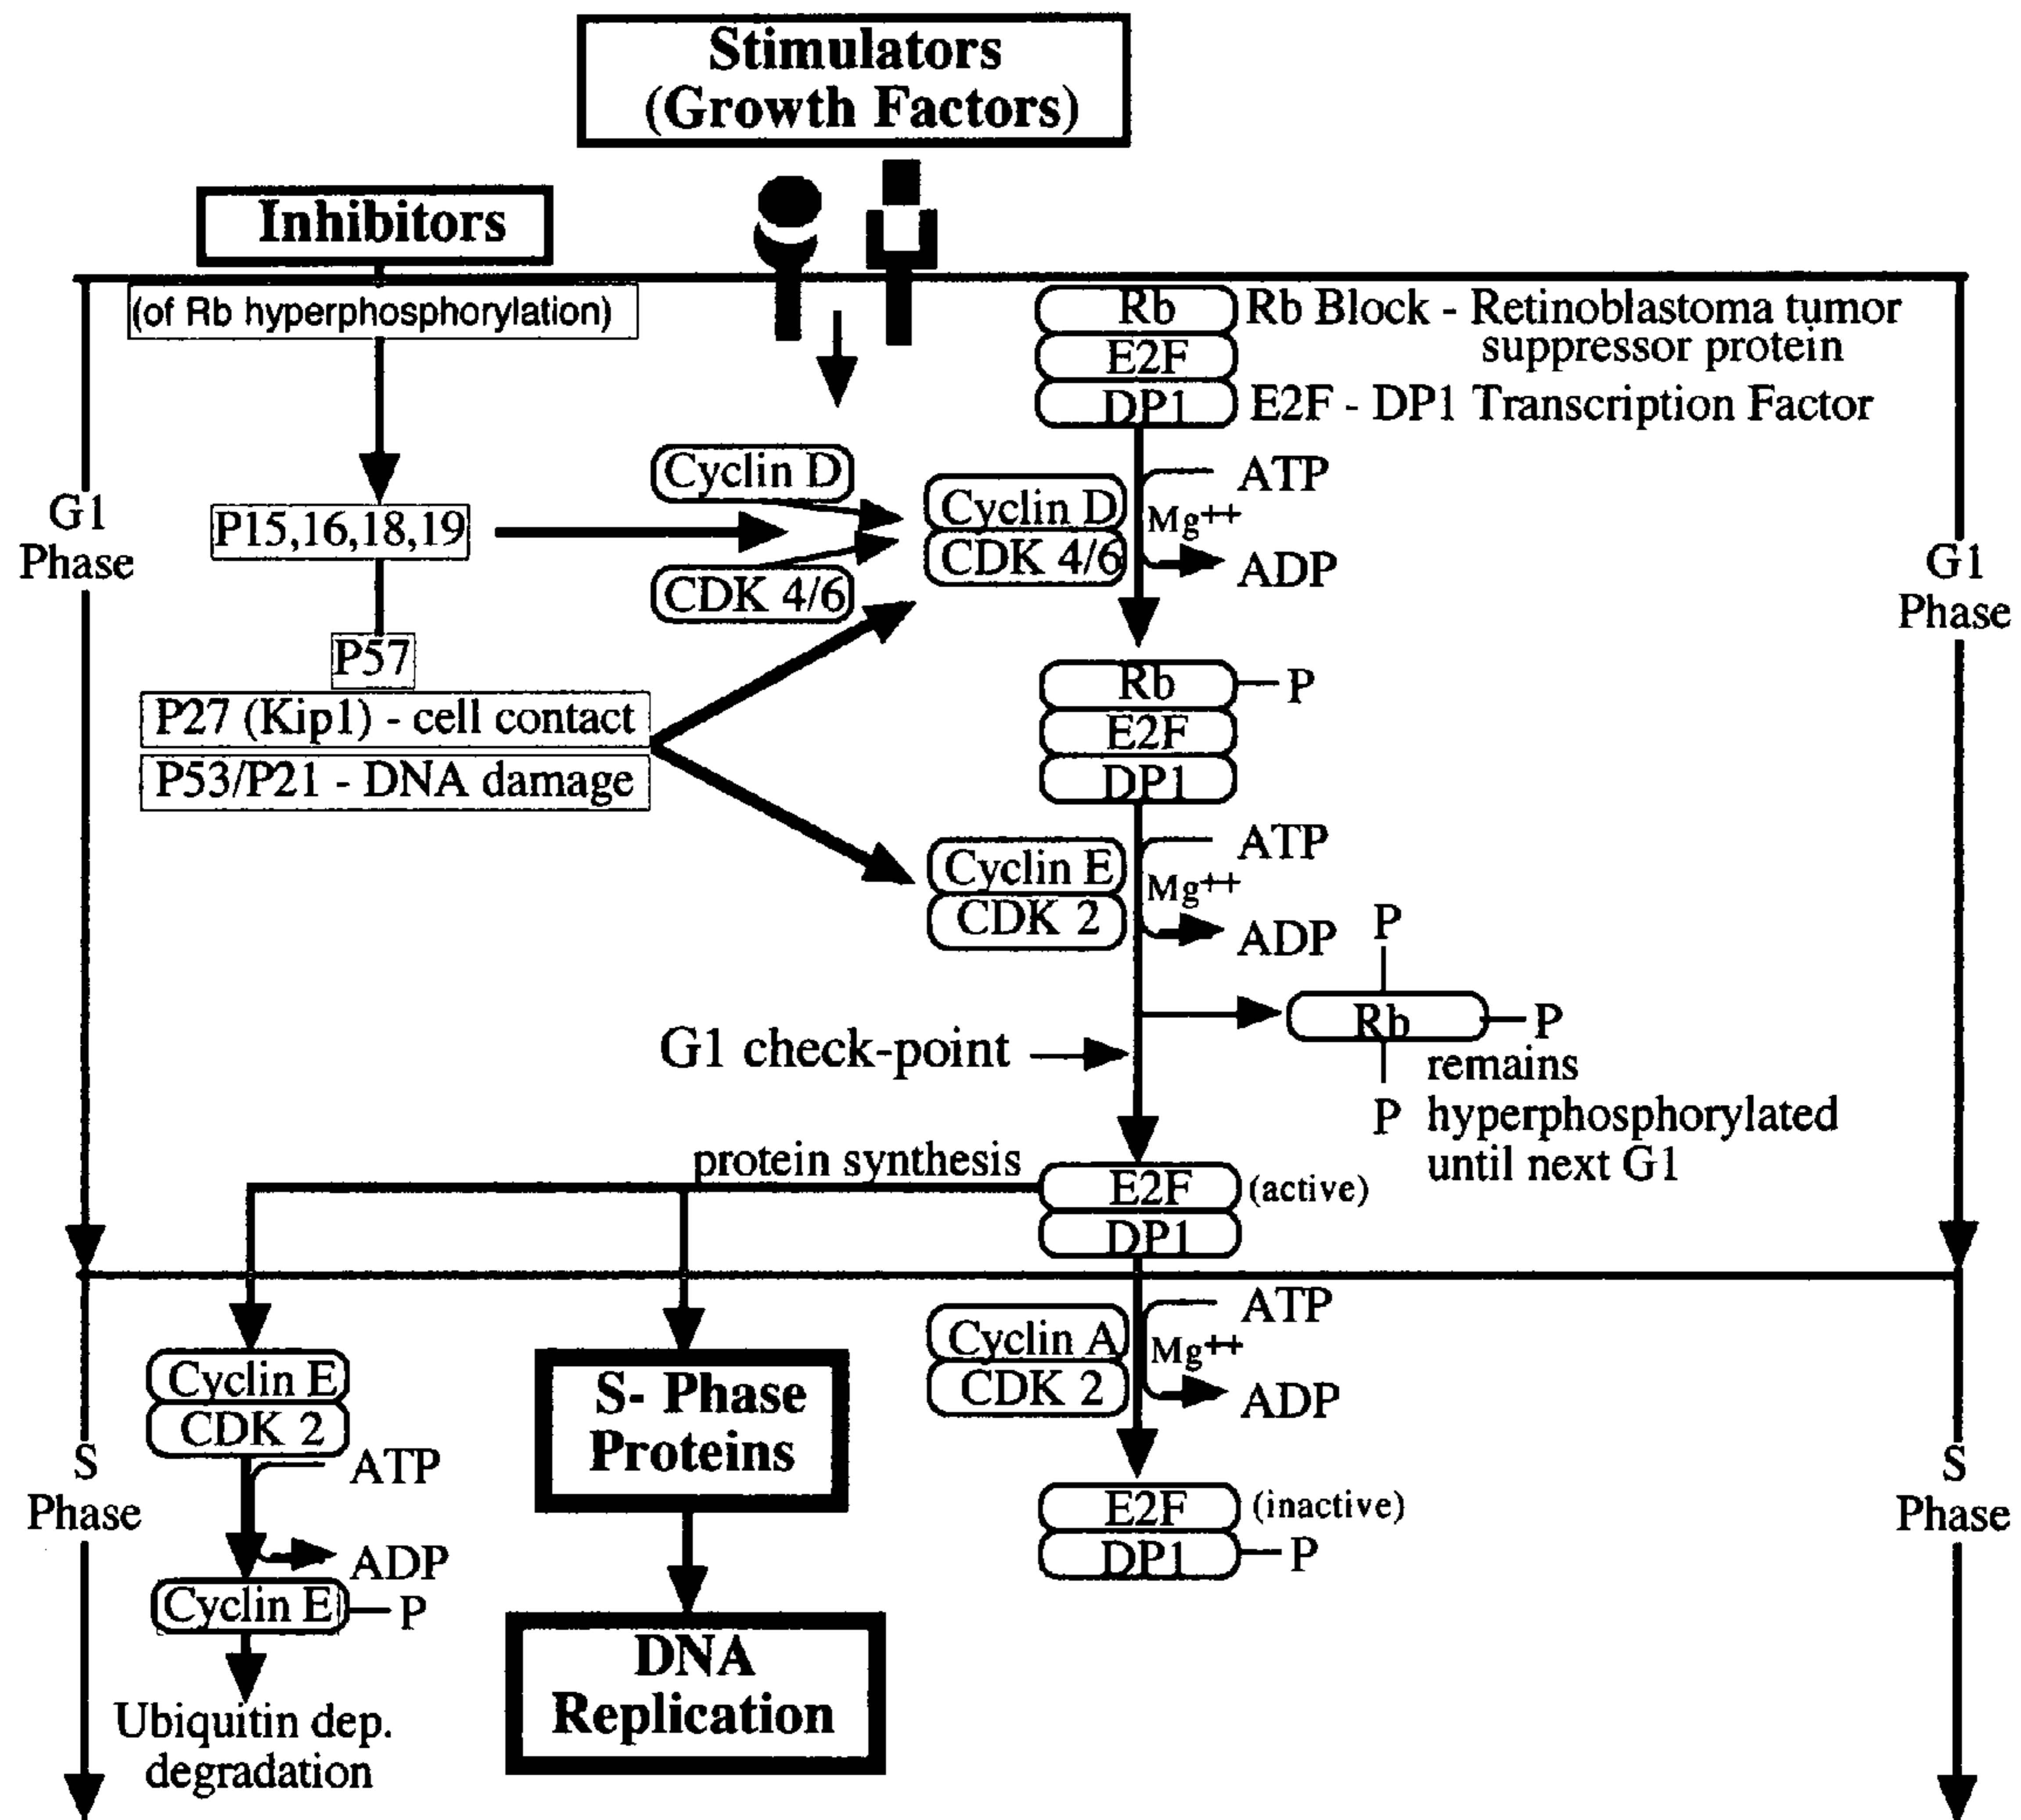 Stimulators
(Growth Factors)
Inhibitors
(of Rb hyperphosphorylation)
Rb
Rb Block - Retinoblastoma tumor
suppressor protein
E2F
DP1
E2F - DP1 Transcription Factor
G1
Phase
P15,16,18,19
Cyclin D
CDK 4/6
Cyclin D
CDK 4/6
ATP
Mg++
ADP
G1
Phase
P57
P27 (Kip1) - cell contact
P53/P21 - DNA damage
Rb
P
E2F
DP1
Cyclin E
CDK 2
ATP
Mg++
ADP
P
Rb
P
P
remains
hyperphosphorylated
until next G1
G1 check-point
protein synthesis
E2F
(active)
DP1
Cyclin E
CDK 2
ATP
ADP
Cyclin E
P
Ubiquitin dep.
degradation
S- Phase
Proteins
DNA
Replication
Cyclin A
CDK 2
ATP
Mg++
ADP
E2F
(inactive)
DP1
P
S
Phase
S
Phase